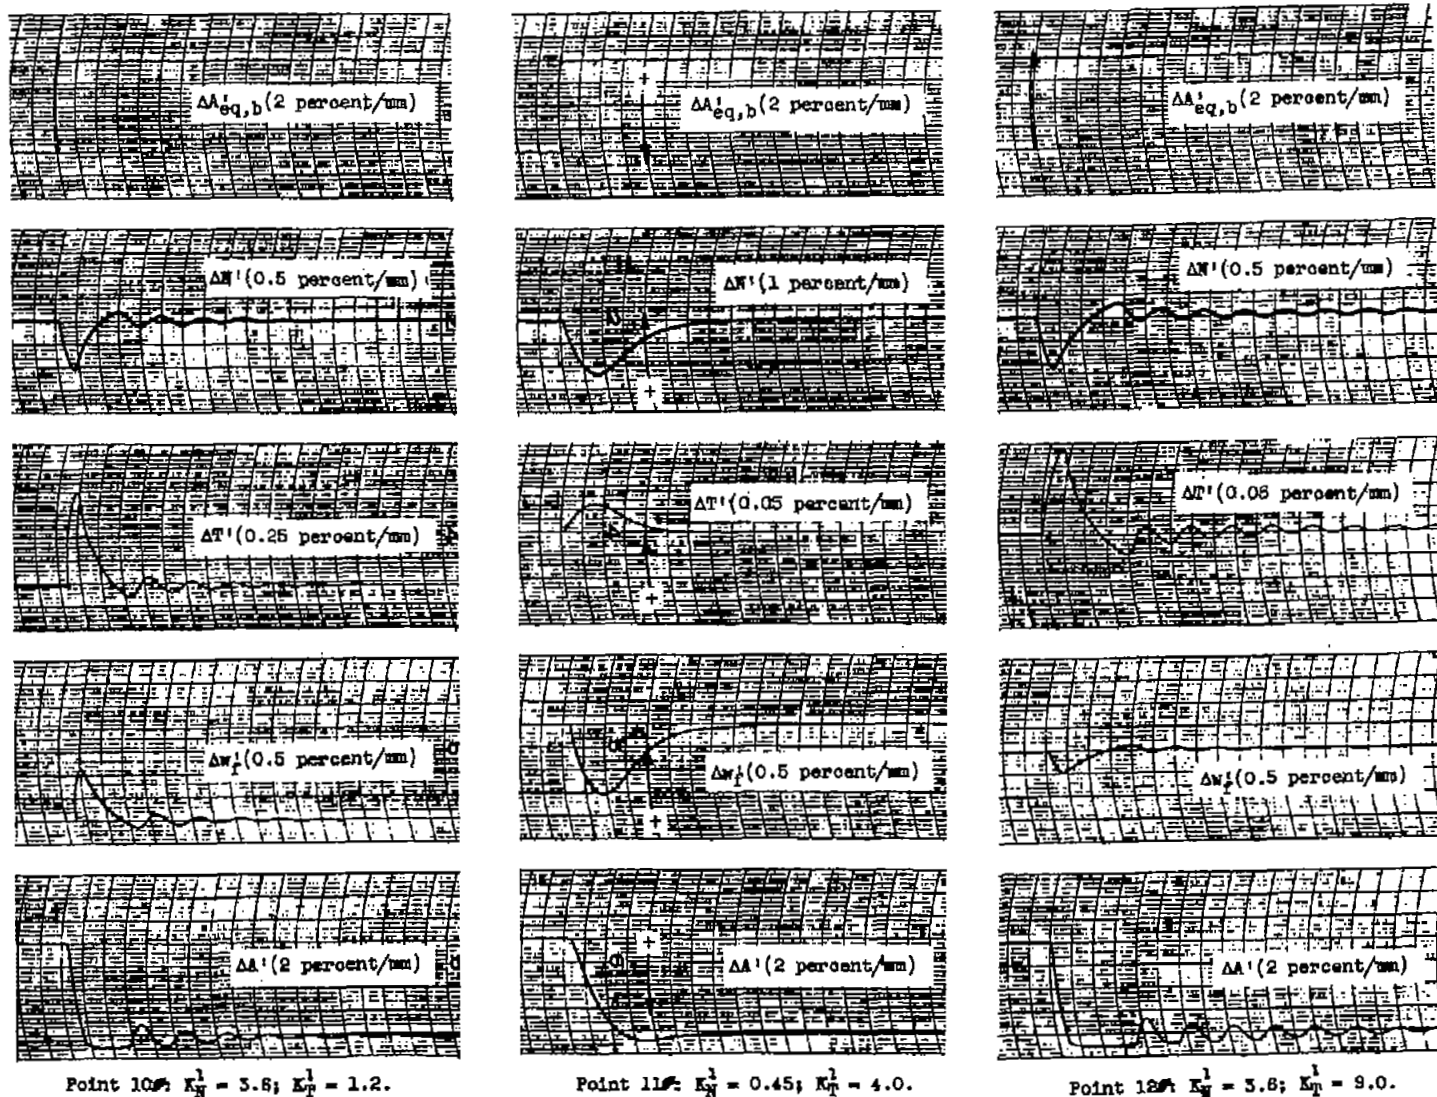 ΔA'eq,b(2 percent/mm)
ΔN'(0.5 percent/mm)
ΔT'(0.25 percent/mm)
Δw'f(0.5 percent/mm)
ΔA'(2 percent/mm)
Point 10: K¹N = 3.6; K¹T = 1.2.
+
ΔA'eq,b(2 percent/mm)
ΔN'(1 percent/mm)
+
ΔT'(0.05 percent/mm)
+
Δw'f(0.5 percent/mm)
+
+
ΔA'(2 percent/mm)
Point 11: K¹N = 0.45; K¹T = 4.0.
ΔA'eq,b(2 percent/mm)
ΔN'(0.5 percent/mm)
ΔT'(0.05 percent/mm)
Δw'f(0.5 percent/mm)
ΔA'(2 percent/mm)
Point 12: K¹N = 3.6; K¹T = 9.0.